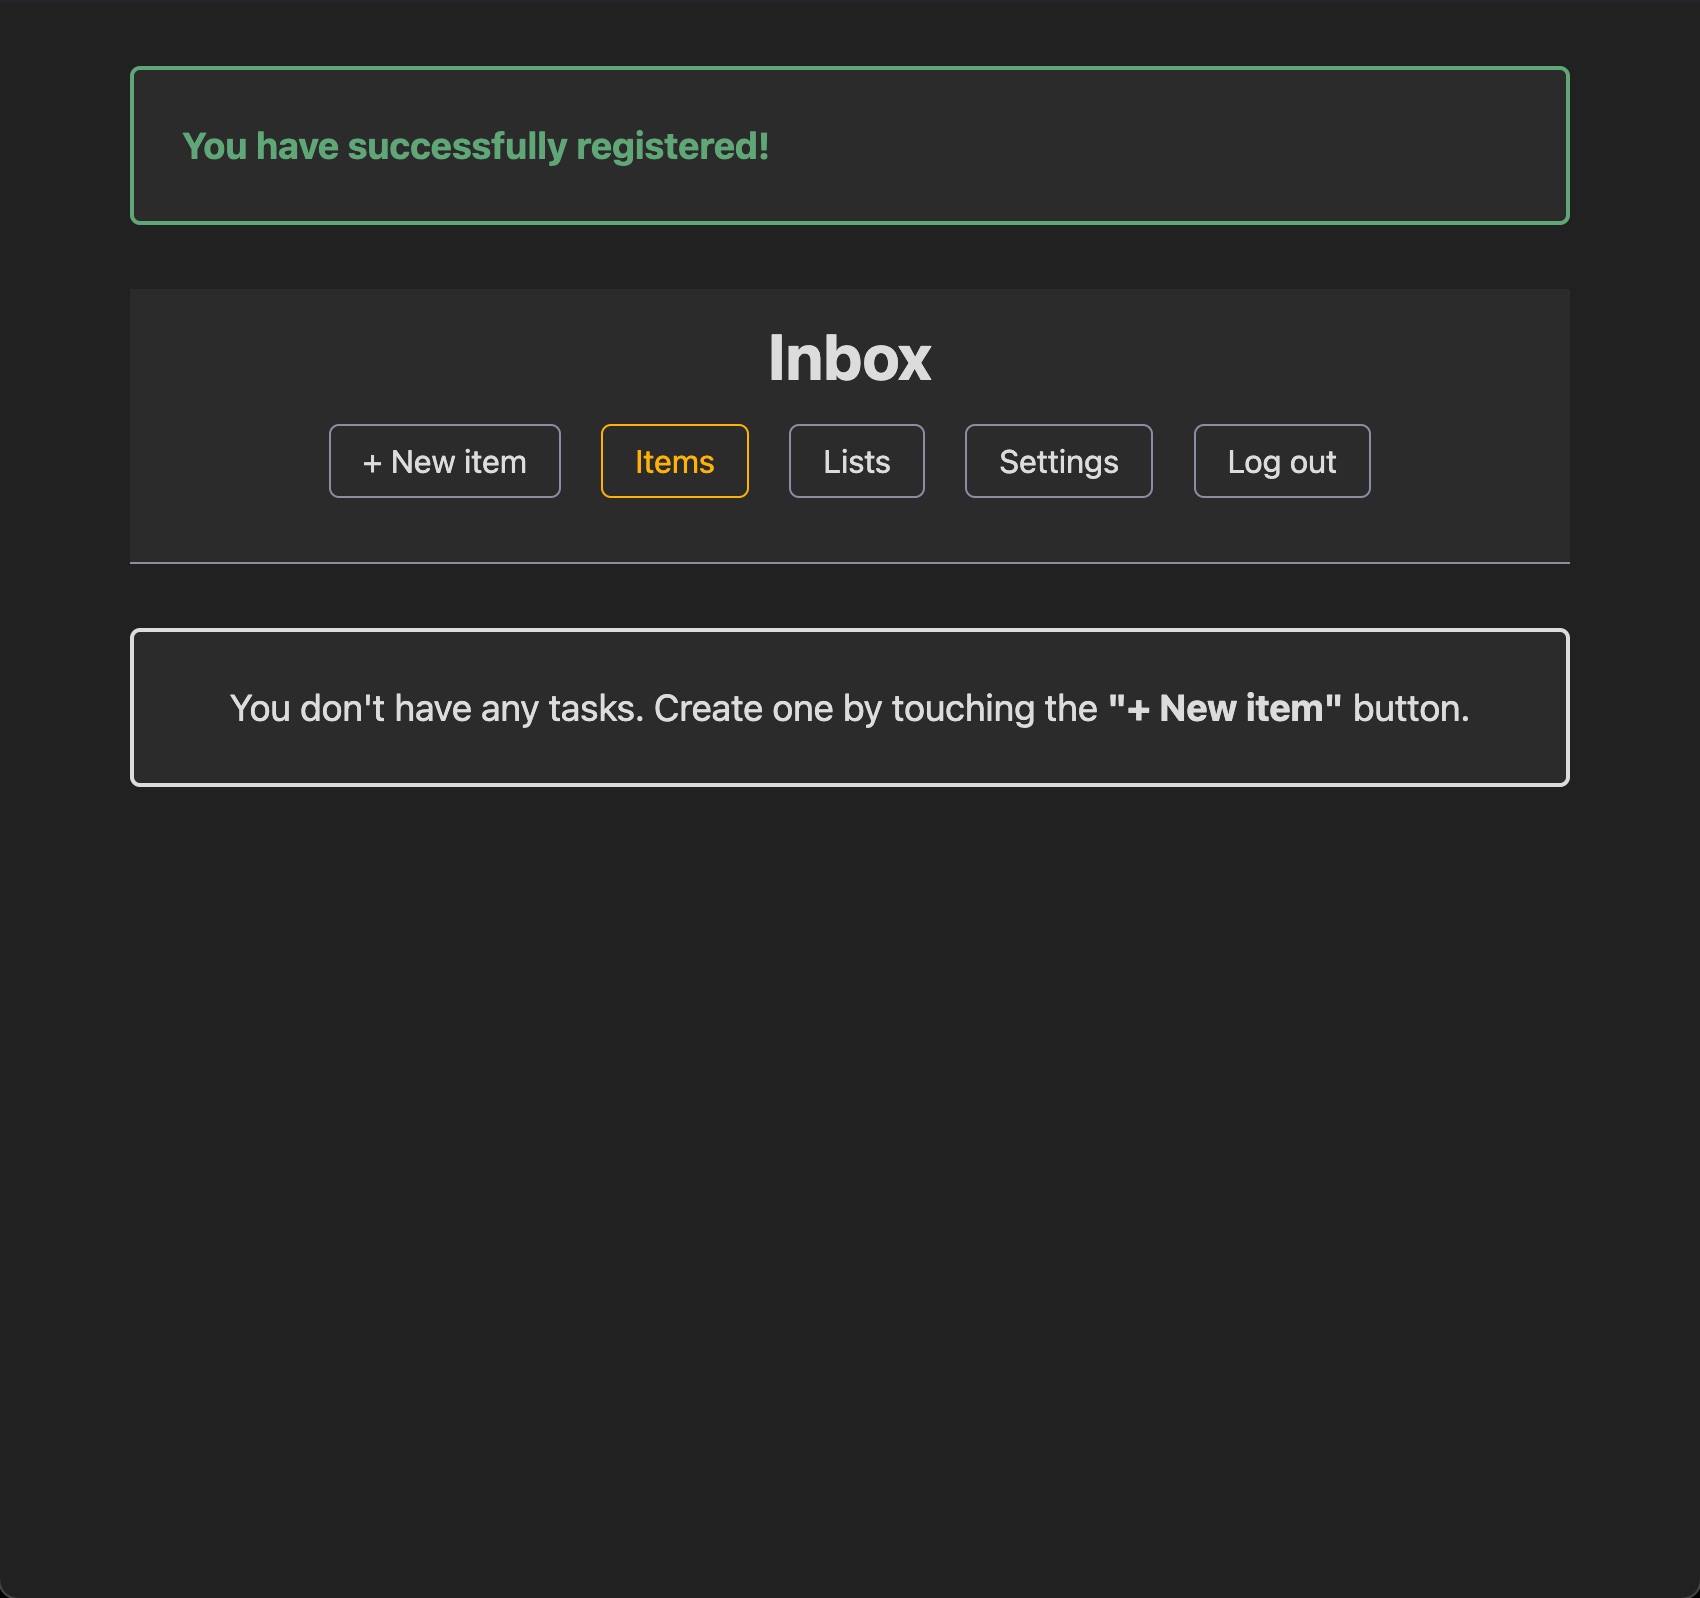 You have successfully registered!
Inbox
+ New item
Items
Lists
Settings
Log out
You don't have any tasks. Create one by touching the "+ New item" button.